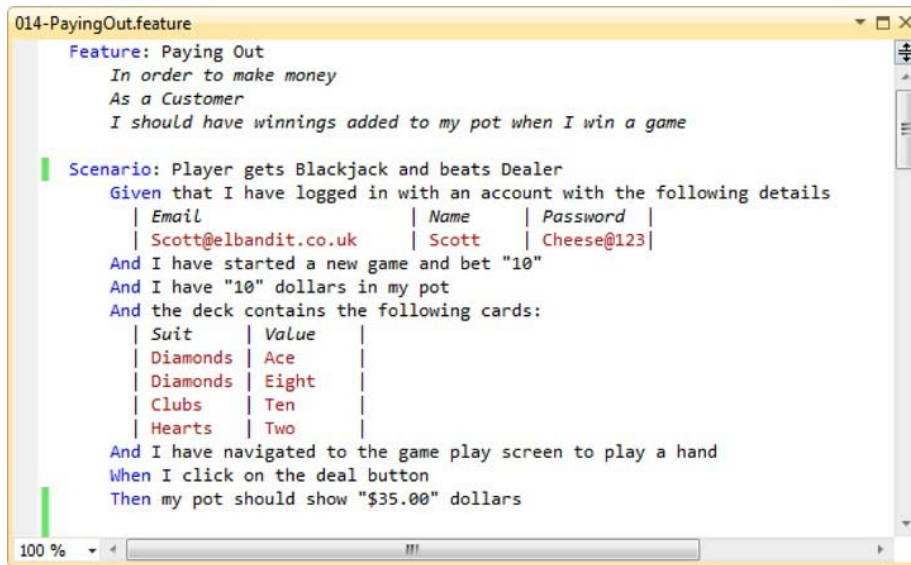 014-PayingOut.feature
Feature: Paying Out
In order to make money
As a Customer
I should have winnings added to my pot when I win a game
Scenario: Player gets Blackjack and beats Dealer
Given that I have logged in with an account with the following details
| Email | Name | Password |
| Scott@elbandit.co.uk | Scott | Cheese@123|
And I have started a new game and bet "10"
And I have "10" dollars in my pot
And the deck contains the following cards:
| Suit | Value |
| Diamonds | Ace |
| Diamonds | Eight |
| Clubs | Ten |
| Hearts | Two |
And I have navigated to the game play screen to play a hand
When I click on the deal button
Then my pot should show "$35.00" dollars
100 %